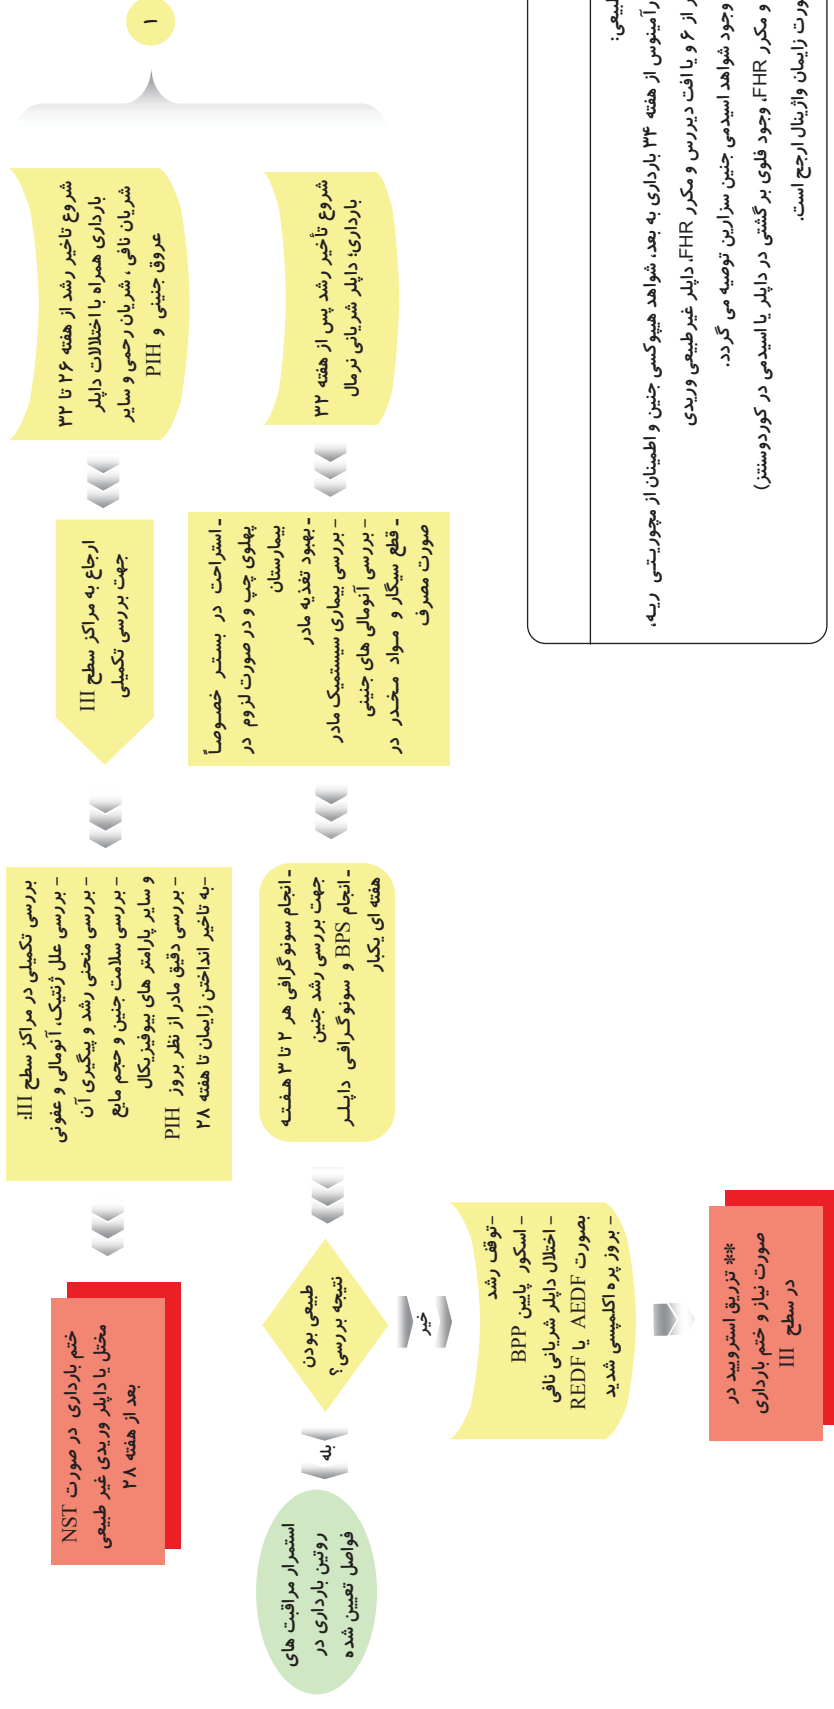 ۱
شروع تاخیر رشد از هفته ۲۶ تا ۳۲
بارداری همراه با اختلالات داپلر
شریان نافی ، شریان رحمی و سایر
عروق جنینی و PIH
ارجاع به مراکز سطح III
جهت بررسی تکمیلی
بررسی تکمیلی در مراکز سطح III:
- بررسی علل ژنتیک، آنومالی و عفونی
- بررسی منحنی رشد و پیگیری آن
- بررسی سلامت جنین و حجم مایع
و سایر پارامتر های بیوفیزیکال
- بررسی دقیق مادر از نظر بروز PIH
-به تاخیر انداختن زایمان تا هفته ۲۸
ختم بارداری در صورت NST
مختل یا داپلر وریدی غیر طبیعی
بعد از هفته ۲۸
شروع تأخیر رشد پس از هفته ۳۲
بارداری؛ داپلر شریانی نرمال
- استراحت در بستر خصوصاً
پهلوی چپ و در صورت لزوم در
بیمارستان
- بهبود تغذیه مادر
- بررسی بیماری سیستمیک مادر
- بررسی آنومالی های جنینی
- قطع سیگار و مواد مخدر در
صورت مصرف
- انجام سونوگرافی هر ۲ تا ۳ هفته
جهت بررسی رشد جنین
- انجام BPS و سونوگرافی داپلر
هفته ای یکبار
طبیعی بودن
نتیجه بررسی؟
بله
استمرار مراقبت های
روتین بارداری در
فواصل تعیین شده
خیر
-توقف رشد
- اسکور پایین BPP
- اختلال داپلر شریانی نافی
بصورت AEDF یا REDF
- بروز پره اکلمپسی شدید
** تزریق استرویید در
صورت نیاز و ختم بارداری
در سطح III
طبیعی:
رآمینوس از هفته ۳۴ بارداری به بعد، شواهد هیپوکسی جنین و اطمینان از مچوریتی ریه،
ر از ۶ و یا افت دیررس و مکرر FHR، داپلر غیرطبیعی وریدی
وجود شواهد اسیدمی جنین سزارین توصیه می گردد.
و مکرر FHR، وجود فلوی برگشتی در داپلر یا اسیدمی در کوردوسنتز)
ورت زایمان واژینال ارجح است.